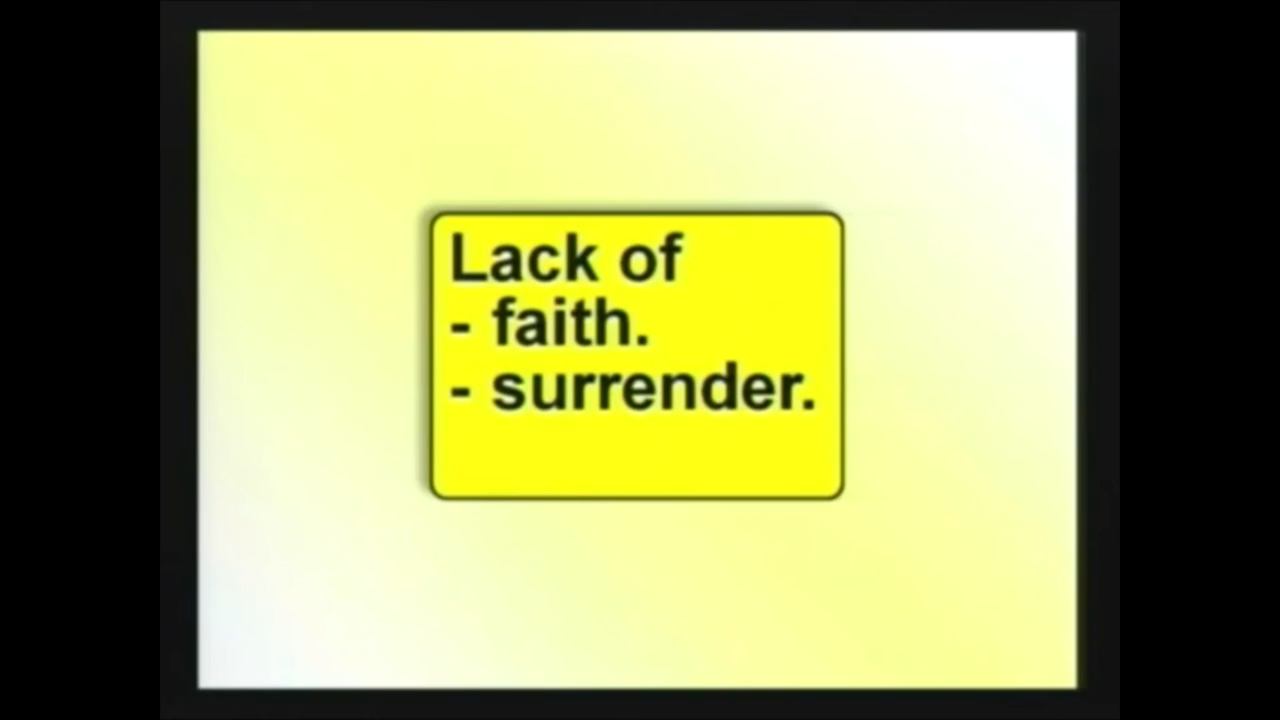 Lack of
- faith.
- surrender.